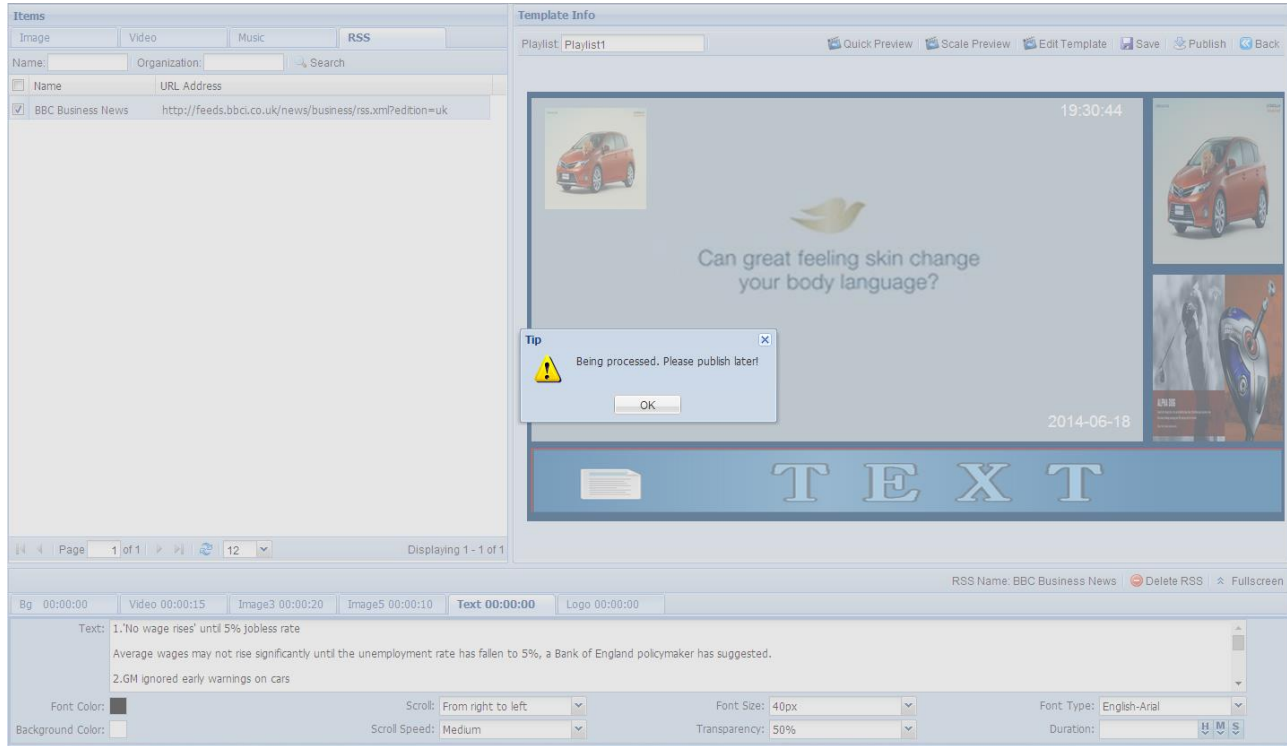 Items
Image Video Music RSS
Name: Organization: Search
Name URL Address
BBC Business News http://feeds.bbci.co.uk/news/business/rss.xml?edition=uk
Page 1 of 1 12 Displaying 1 - 1 of 1
Template Info
Playlist Playlist1 Quick Preview Scale Preview Edit Template Save Publish Back
19:30:44
Can great feeling skin change
your body language?
Tip
Being processed. Please publish later!
OK
2014-06-18
TEXT
RSS Name: BBC Business News Delete RSS Fullscreen
Bg 00:00:00 Video 00:00:15 Image3 00:00:20 Image5 00:00:10 Text 00:00:00 Logo 00:00:00
Text: 1.'No wage rises' until 5% jobless rate
Average wages may not rise significantly until the unemployment rate has fallen to 5%, a Bank of England policymaker has suggested.
2.GM ignored early warnings on cars
Font Color: Scroll: From right to left Font Size: 40px Font Type: English-Arial
Background Color: Scroll Speed: Medium Transparency: 50% Duration: H M S